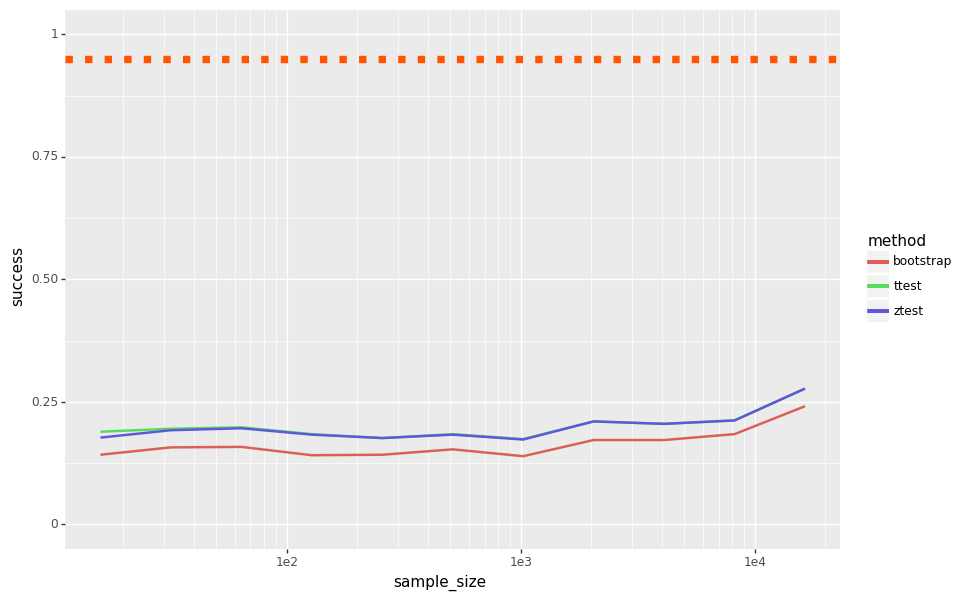 1
0.75
0.50
0.25
0
success
1e2
1e3
1e4
sample_size
method
bootstrap
ttest
ztest